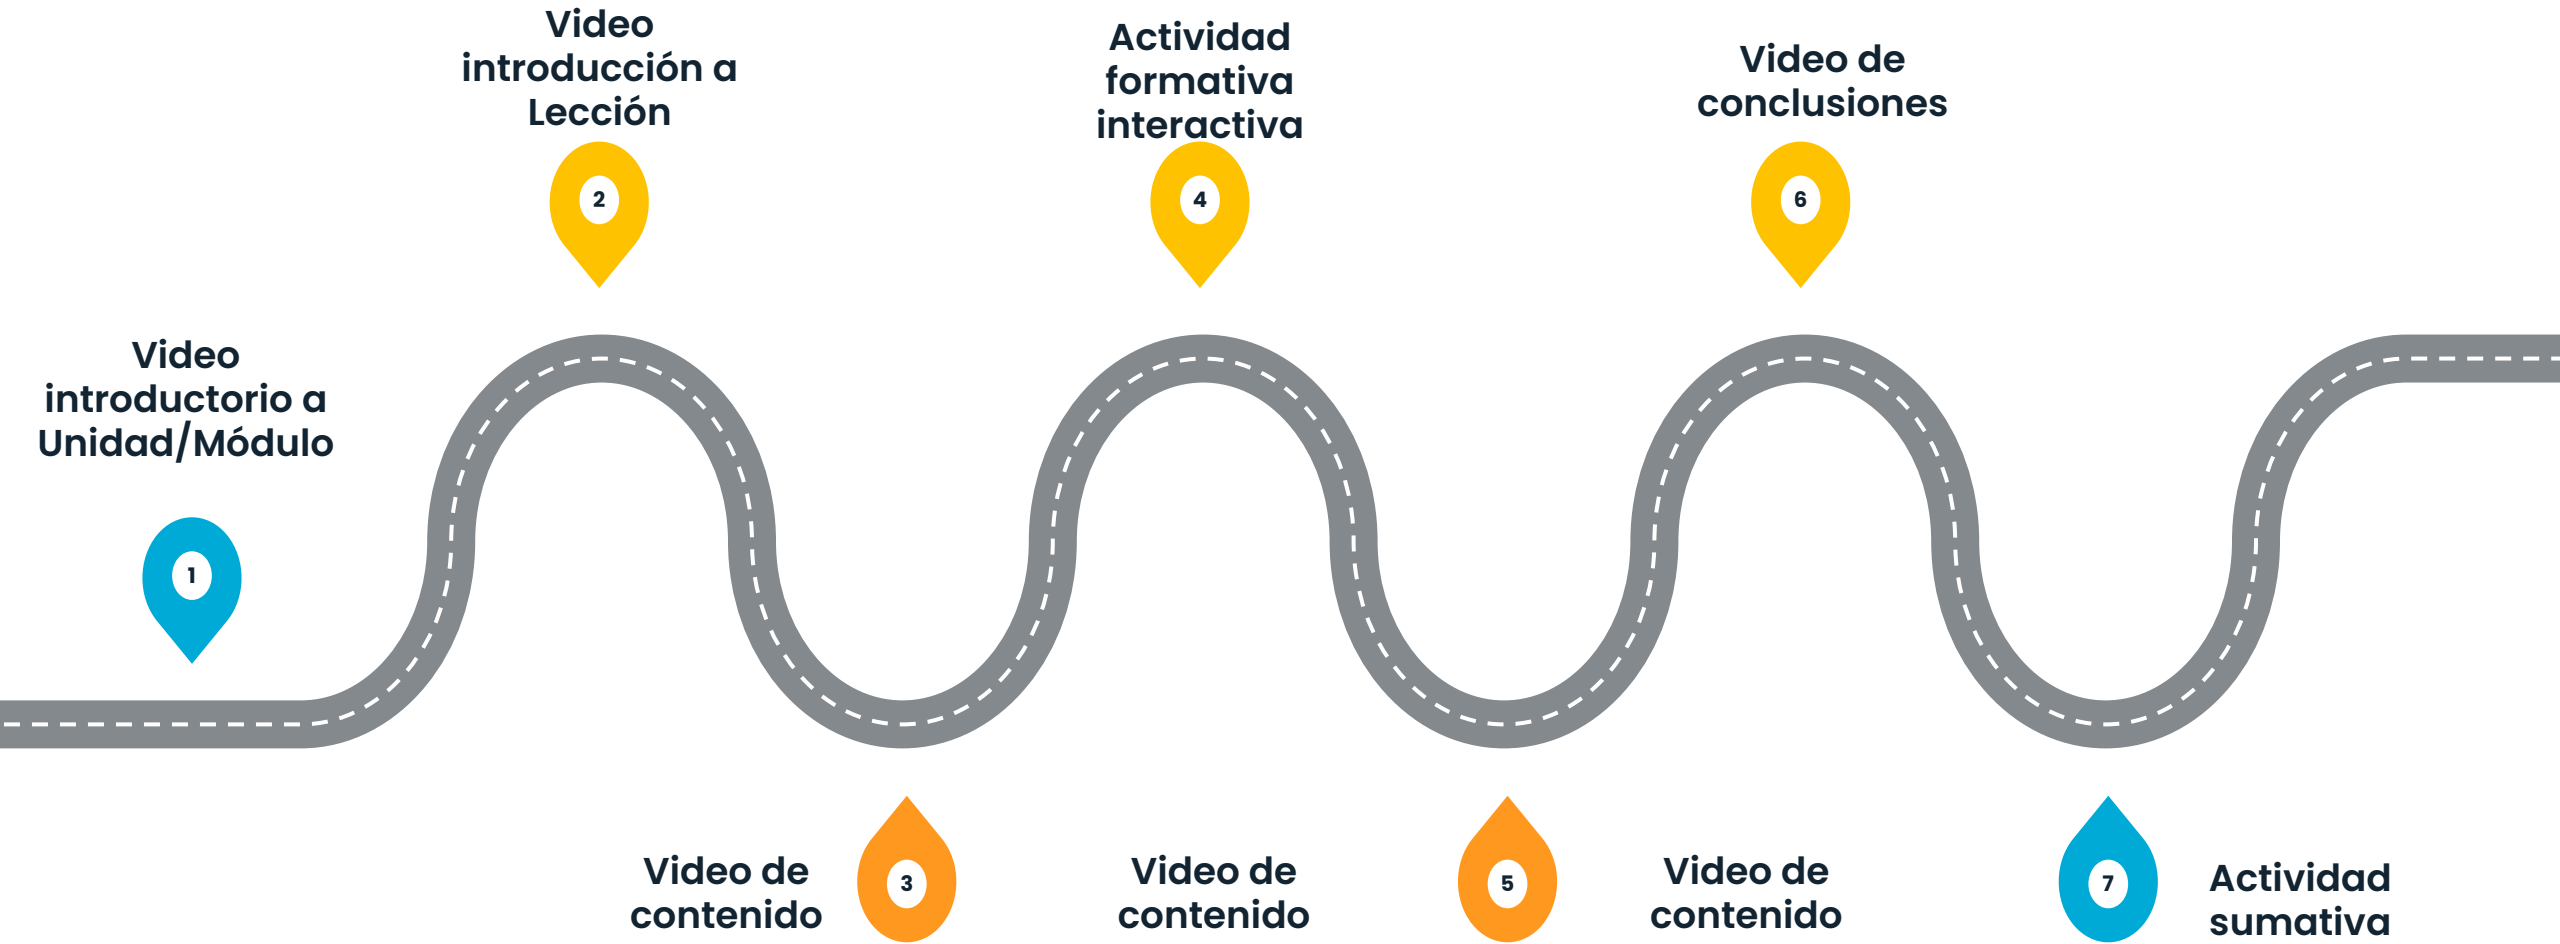 Video
introducción a
Lección
2
Actividad
formativa
interactiva
4
Video de
conclusiones
6
Video
introductorio a
Unidad/Módulo
1
Video de
contenido
3
Video de
contenido
5
Video de
contenido
7
Actividad
sumativa